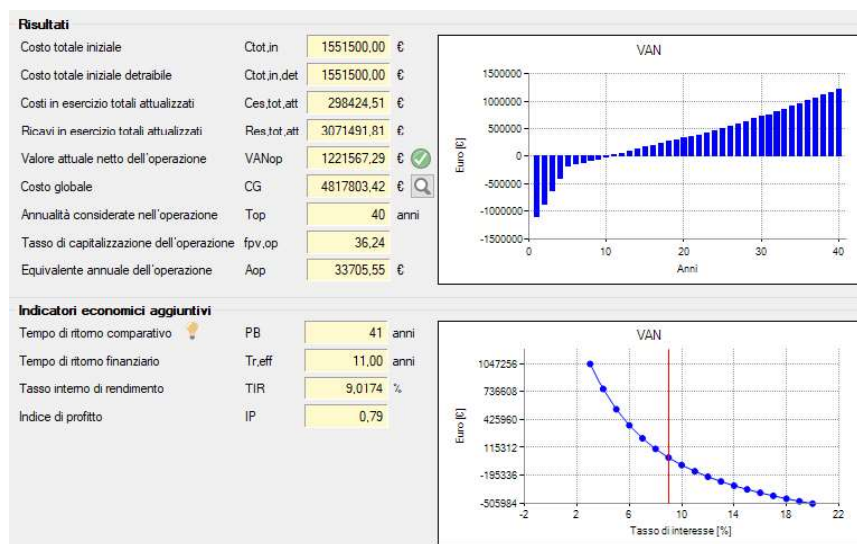 Risultati
Costo totale iniziale Ctot,in 1551500,00 €
Costo totale iniziale detraibile Ctot,in,det 1551500,00 €
Costi in esercizio totali attualizzati Ces,tot,att 298424,51 €
Ricavi in esercizio totali attualizzati Res,tot,att 3071491,81 €
Valore attuale netto dell'operazione VANop 1221567,29 €
Costo globale CG 4817803,42 €
Annualità considerate nell'operazione Top 40 anni
Tasso di capitalizzazione dell'operazione fpv,op 36,24
Equivalente annuale dell'operazione Aop 33705,55 €
VAN
1500000
1000000
500000
0
-500000
-1000000
-1500000
Euro [€]
0 10 20 30 40
Anni
Indicatori economici aggiuntivi
Tempo di ritorno comparativo PB 41 anni
Tempo di ritorno finanziario Tr,eff 11,00 anni
Tasso interno di rendimento TIR 9,0174 %
Indice di profitto IP 0,79
VAN
1047256
736608
425960
115312
-195336
-505984
Euro [€]
-2 2 6 10 14 18 22
Tasso di interesse [%]